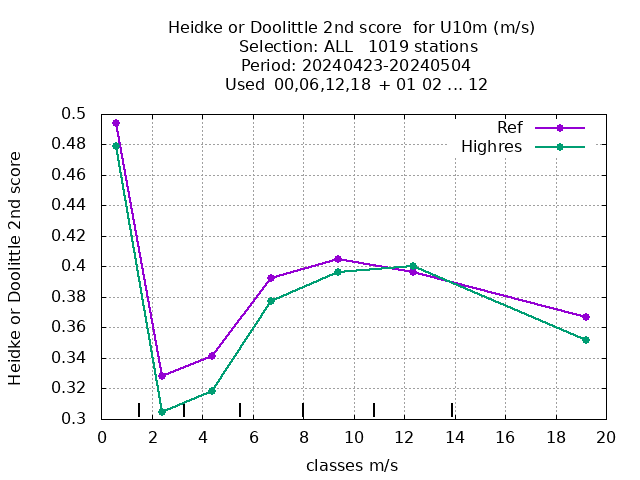 Heidke or Doolittle 2nd score  for U10m (m/s)
Selection: ALL   1019 stations
Period: 20240423-20240504
Used  00,06,12,18  + 01 02 ... 12
Heidke or Doolittle 2nd score
0.5
0.48
0.46
0.44
0.42
0.4
0.38
0.36
0.34
0.32
0.3
Ref
Highres
0 2 4 6 8 10 12 14 16 18 20
classes m/s